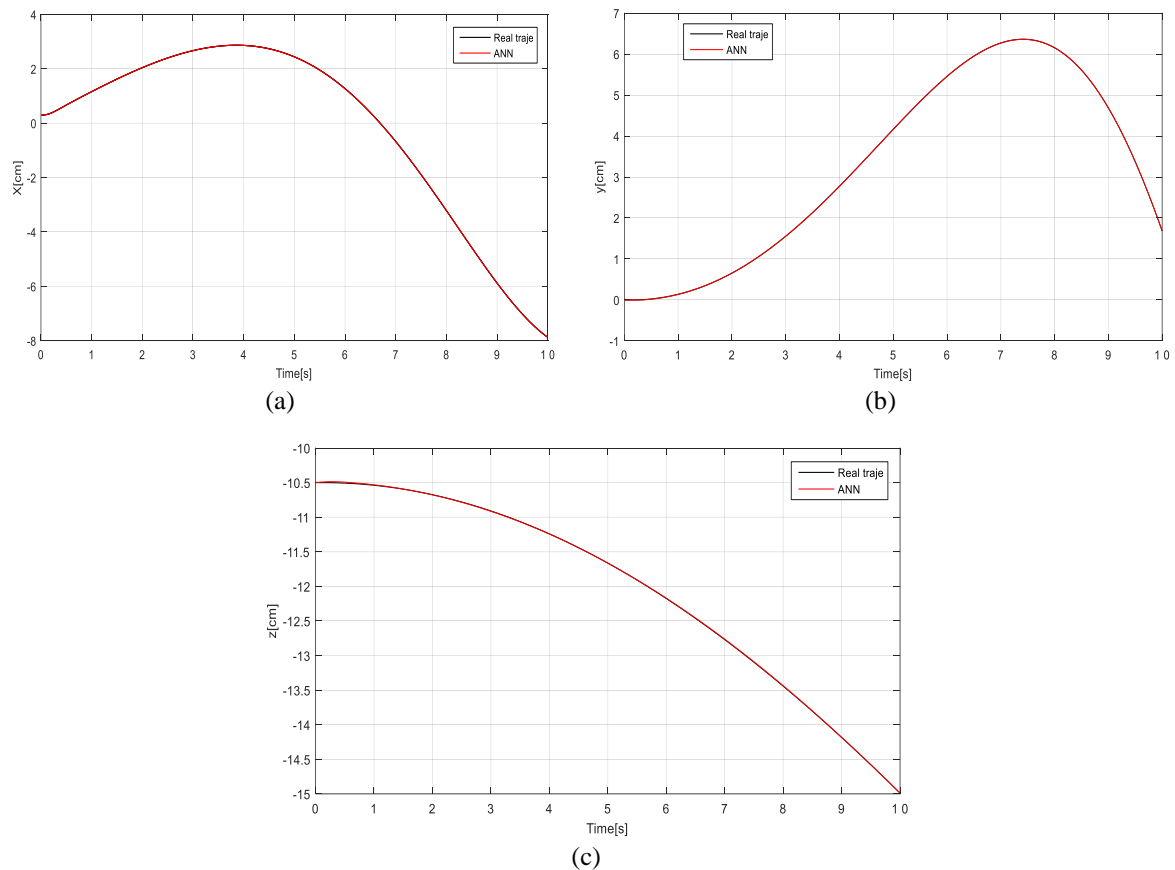 4
2
0
-2
-4
-6
-8
X[cm]
Real traje
ANN
0 1 2 3 4 5 6 7 8 9 1 0
Time[s]
(a)
7
6
5
4
3
2
1
0
-1
y[cm]
Real traje
ANN
0 1 2 3 4 5 6 7 8 9 1 0
Time[s]
(b)
-10
-10.5
-11
-11.5
-12
-12.5
-13
-13.5
-14
-14.5
-15
z[cm]
Real traje
ANN
0 1 2 3 4 5 6 7 8 9 1 0
Time[s]
(c)